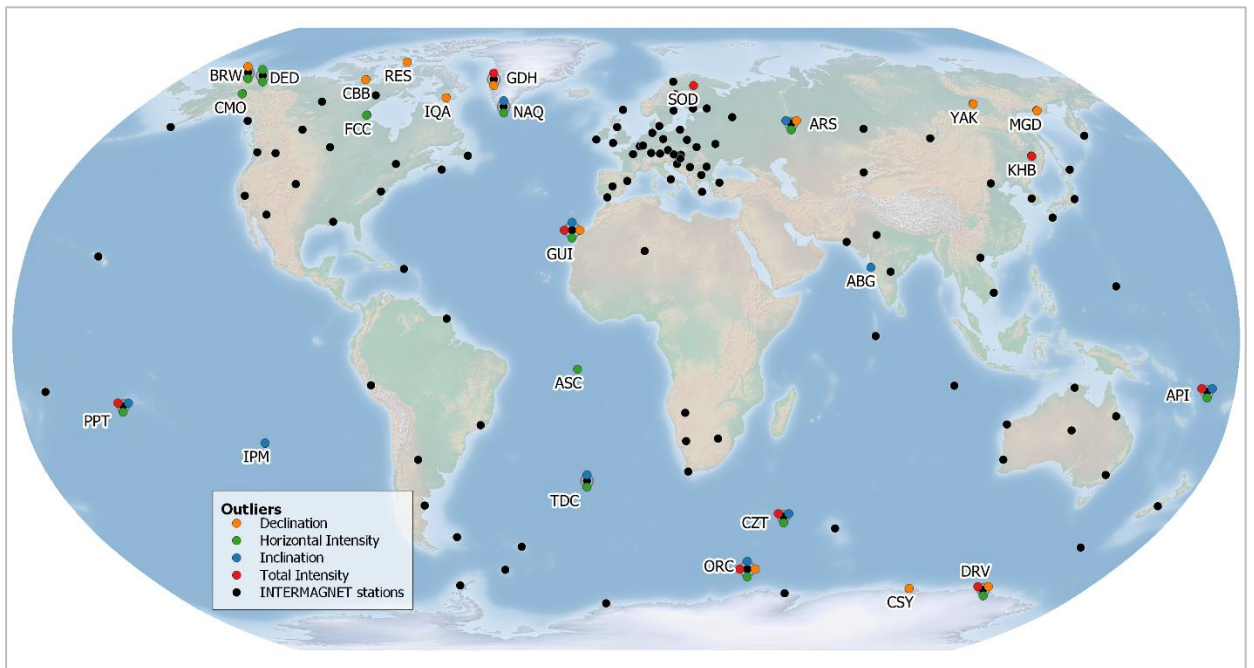 RES
BRW
DED
GDH
CBB
SOD
CMO
IQA
NAQ
YAK
FCC
ARS
MGD
KHB
GUI
ABG
ASC
API
PPT
IPM
TDC
CZT
Outliers
Declination
Horizontal Intensity
Inclination
Total Intensity
INTERMAGNET stations
ORC
DRV
CSY